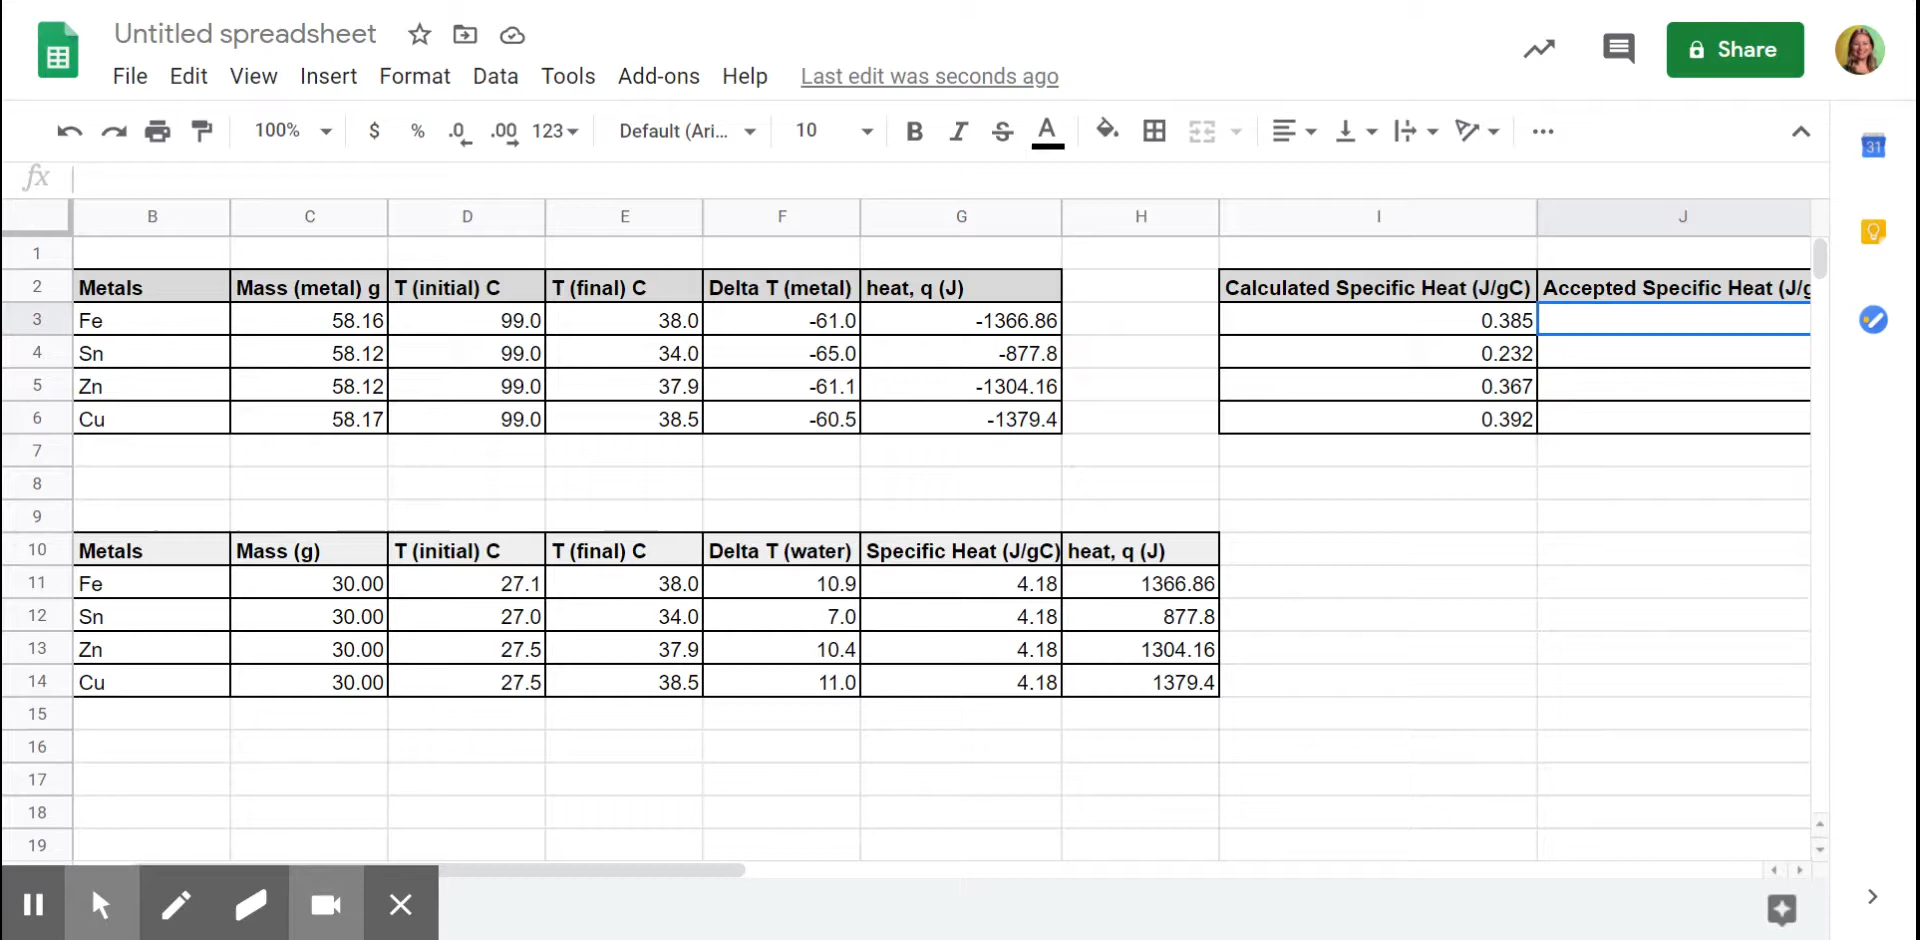 Untitled spreadsheet
File Edit View Insert Format Data Tools Add-ons Help Last edit was seconds ago
Share
100% $ % .0 .00 123 Default (Ari... 10 B I S A
31
fx
B C D E F G H I J
1
2 Metals Mass (metal) g T (initial) C T (final) C Delta T (metal) heat, q (J) Calculated Specific Heat (J/gC) Accepted Specific Heat (J/g
3 Fe 58.16 99.0 38.0 -61.0 -1366.86 0.385
4 Sn 58.12 99.0 34.0 -65.0 -877.8 0.232
5 Zn 58.12 99.0 37.9 -61.1 -1304.16 0.367
6 Cu 58.17 99.0 38.5 -60.5 -1379.4 0.392
7
8
9
10 Metals Mass (g) T (initial) C T (final) C Delta T (water) Specific Heat (J/gC) heat, q (J)
11 Fe 30.00 27.1 38.0 10.9 4.18 1366.86
12 Sn 30.00 27.0 34.0 7.0 4.18 877.8
13 Zn 30.00 27.5 37.9 10.4 4.18 1304.16
14 Cu 30.00 27.5 38.5 11.0 4.18 1379.4
15
16
17
18
19